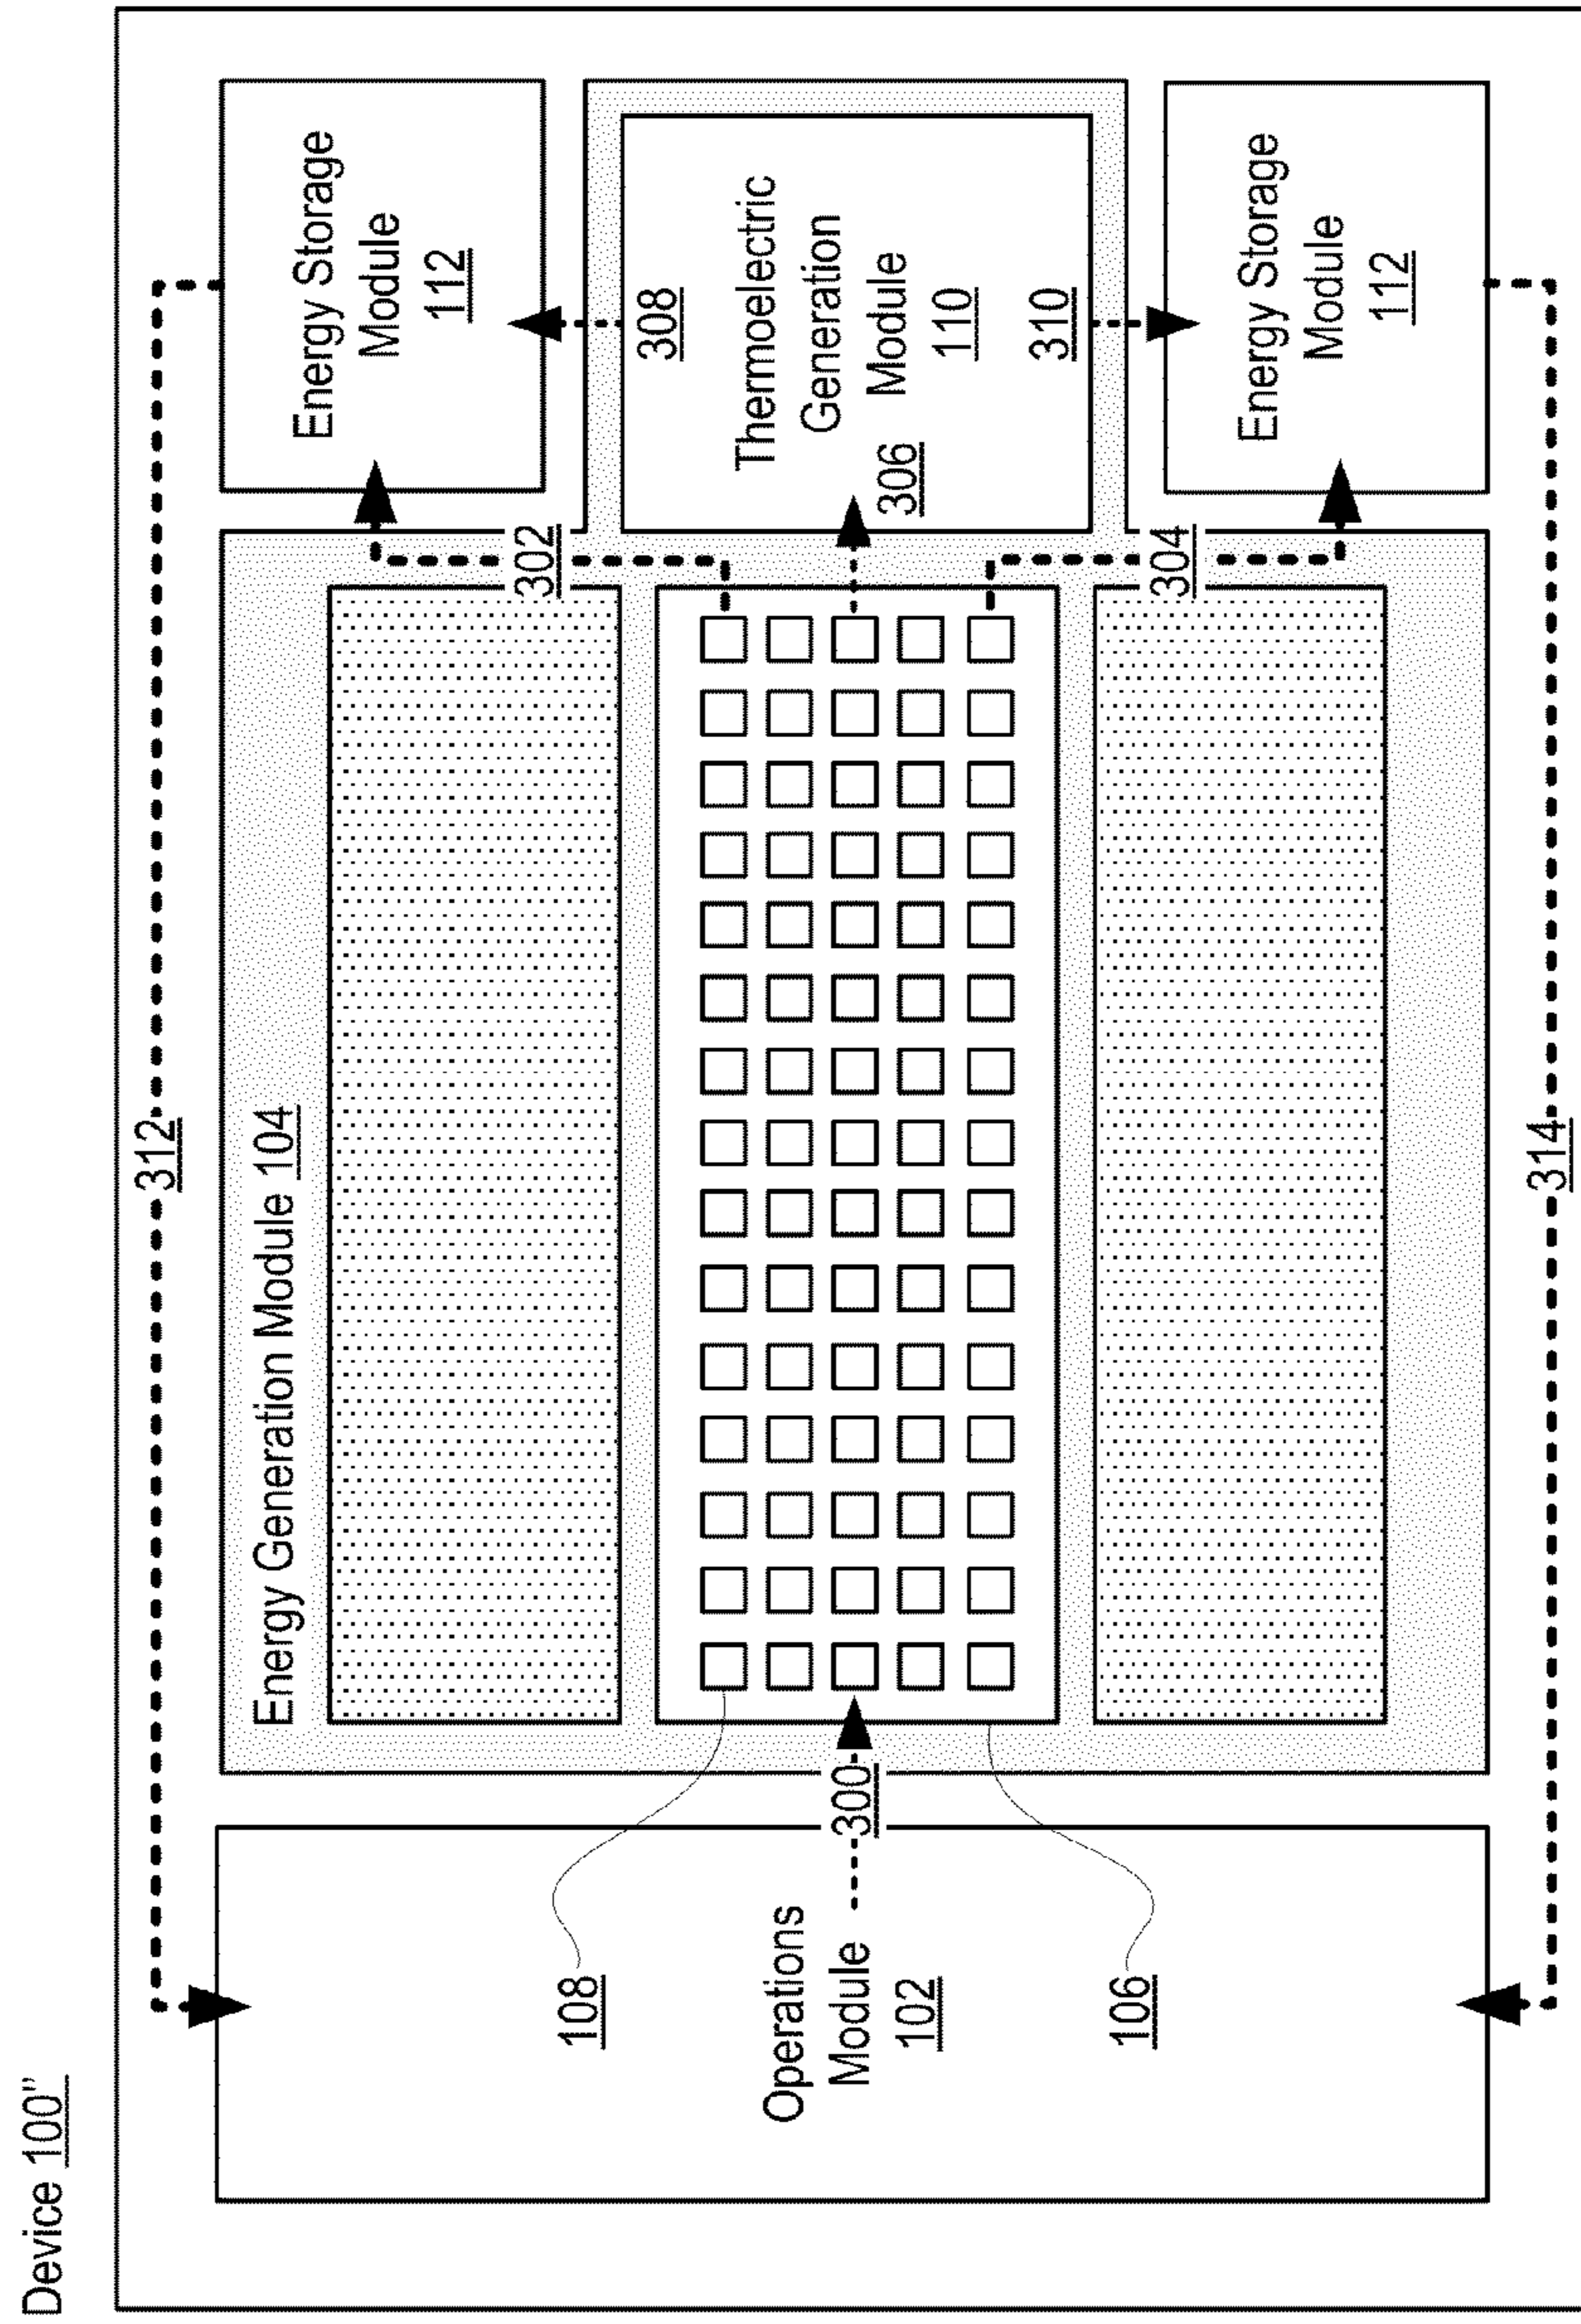 Device 100"
312
Energy Generation Module 104
Energy Storage
Module
112
302
308
108
Operations
Module
102
300
306
Thermoelectric
Generation
Module
110
310
106
304
Energy Storage
Module
112
314